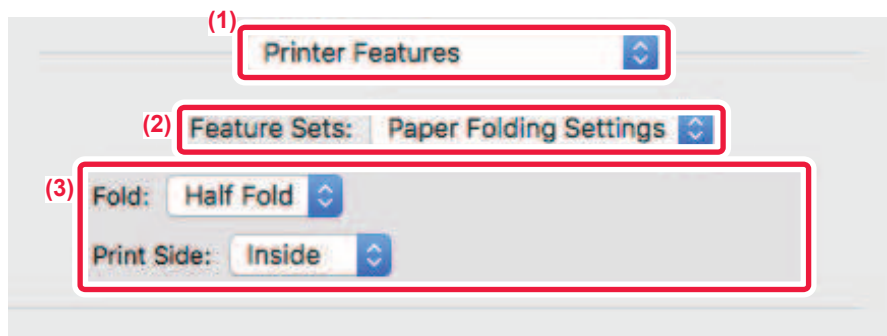 (1)
Printer Features
(2) Feature Sets: Paper Folding Settings
(3)
Fold: Half Fold
Print Side: Inside